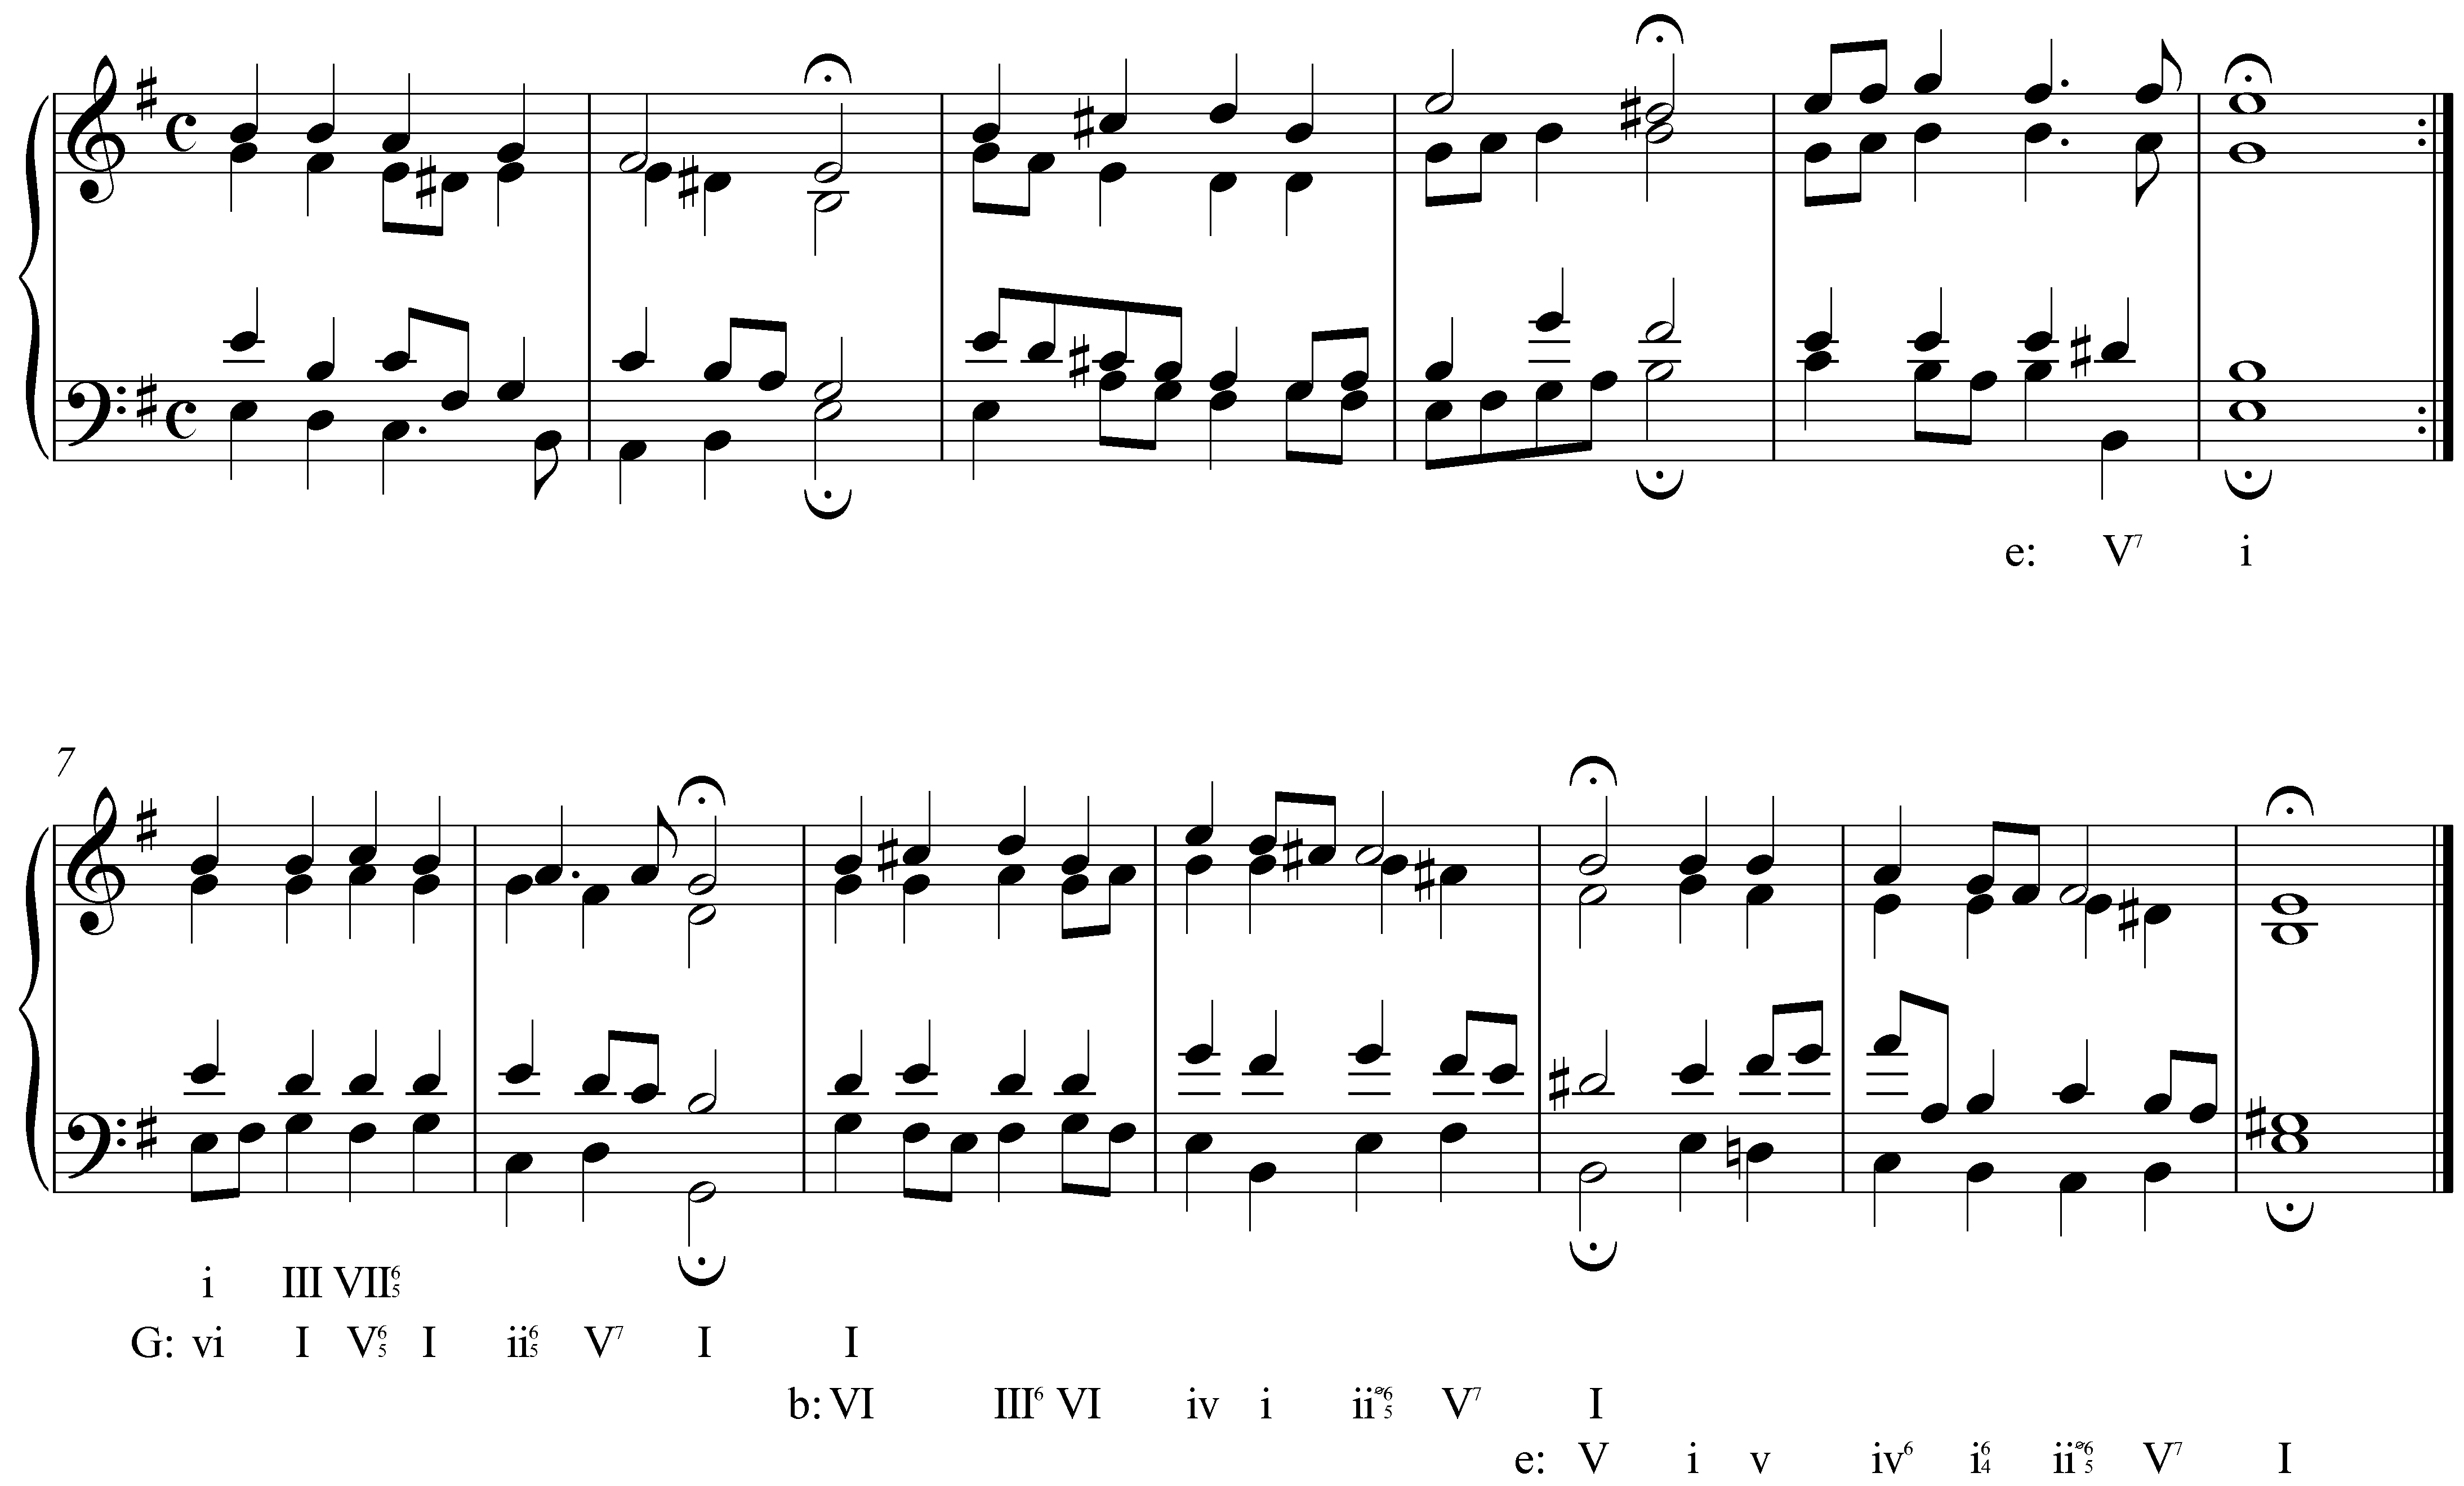 e: V7 i
7
i III VII6 5
G: vi I V6 5 I ii6 5 V7 I I
b: VI III6 VI iv i iiø6 5 V7 I
e: V i v iv6 i6 4 iiø6 5 V7 I